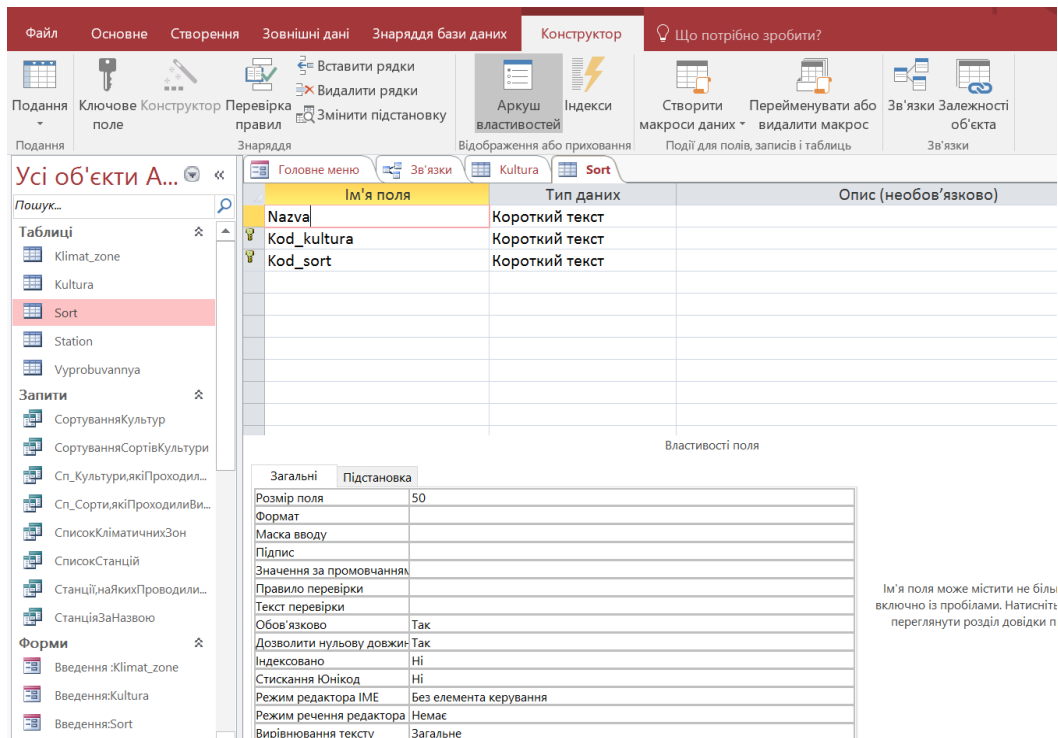 Файл Основне Створення Зовнішні дані Знаряддя бази даних Конструктор Що потрібно зробити?
Подання
Ключове поле
Конструктор
Перевірка правил
Вставити рядки
Видалити рядки
Змінити підстановку
Аркуш властивостей
Індекси
Створити макроси даних
Перейменувати або видалити макрос
Зв'язки
Залежності об'єкта
Подання Знаряддя Відображення або приховання Події для полів, записів і таблиць Зв'язки
Усі об'єкти A...
Пошук...
Таблиці
Klimat_zone
Kultura
Sort
Station
Vyprobuvannya
Запити
СортуванняКультур
СортуванняСортівКультури
Сп_Культури,якіПроходил...
Сп_Сорти,якіПроходилиВи...
СписокКліматичнихЗон
СписокСтанцій
Станції,наЯкихПроводили...
СтанціяЗаНазвою
Форми
Введення :Klimat_zone
Введення:Kultura
Введення:Sort
Головне меню Зв'язки Kultura Sort
Ім'я поля Тип даних Опис (необов’язково)
Nazva Короткий текст
Kod_kultura Короткий текст
Kod_sort Короткий текст
Властивості поля
Загальні Підстановка
Розмір поля 50
Формат
Маска вводу
Підпис
Значення за промовчанням
Правило перевірки
Текст перевірки
Обов'язково Так
Дозволити нульову довжин Так
Індексовано Ні
Стискання Юнікод Ні
Режим редактора IME Без елемента керування
Режим речення редактора Немає
Вирівнювання тексту Загальне
Ім'я поля може містити не біль
включно із пробілами. Натисніть
переглянути розділ довідки п